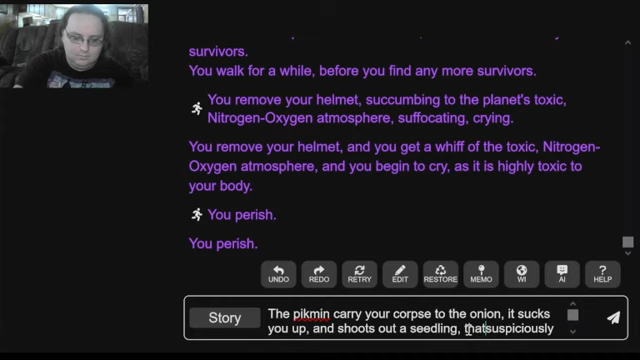 survivors.
You walk for a while, before you find any more survivors.
You remove your helmet, succumbing to the planet's toxic,
Nitrogen-Oxygen atmosphere, suffocating, crying.
You remove your helmet, and you get a whiff of the toxic, Nitrogen-
Oxygen atmosphere, and you begin to cry, as it is highly toxic to
your body.
You perish.
You perish.
UNDO REDO RETRY EDIT RESTORE MEMO WI AI HELP
Story
The pikmin carry your corpse to the onion, it sucks
you up, and shoots out a seedling, thatsuspiciously